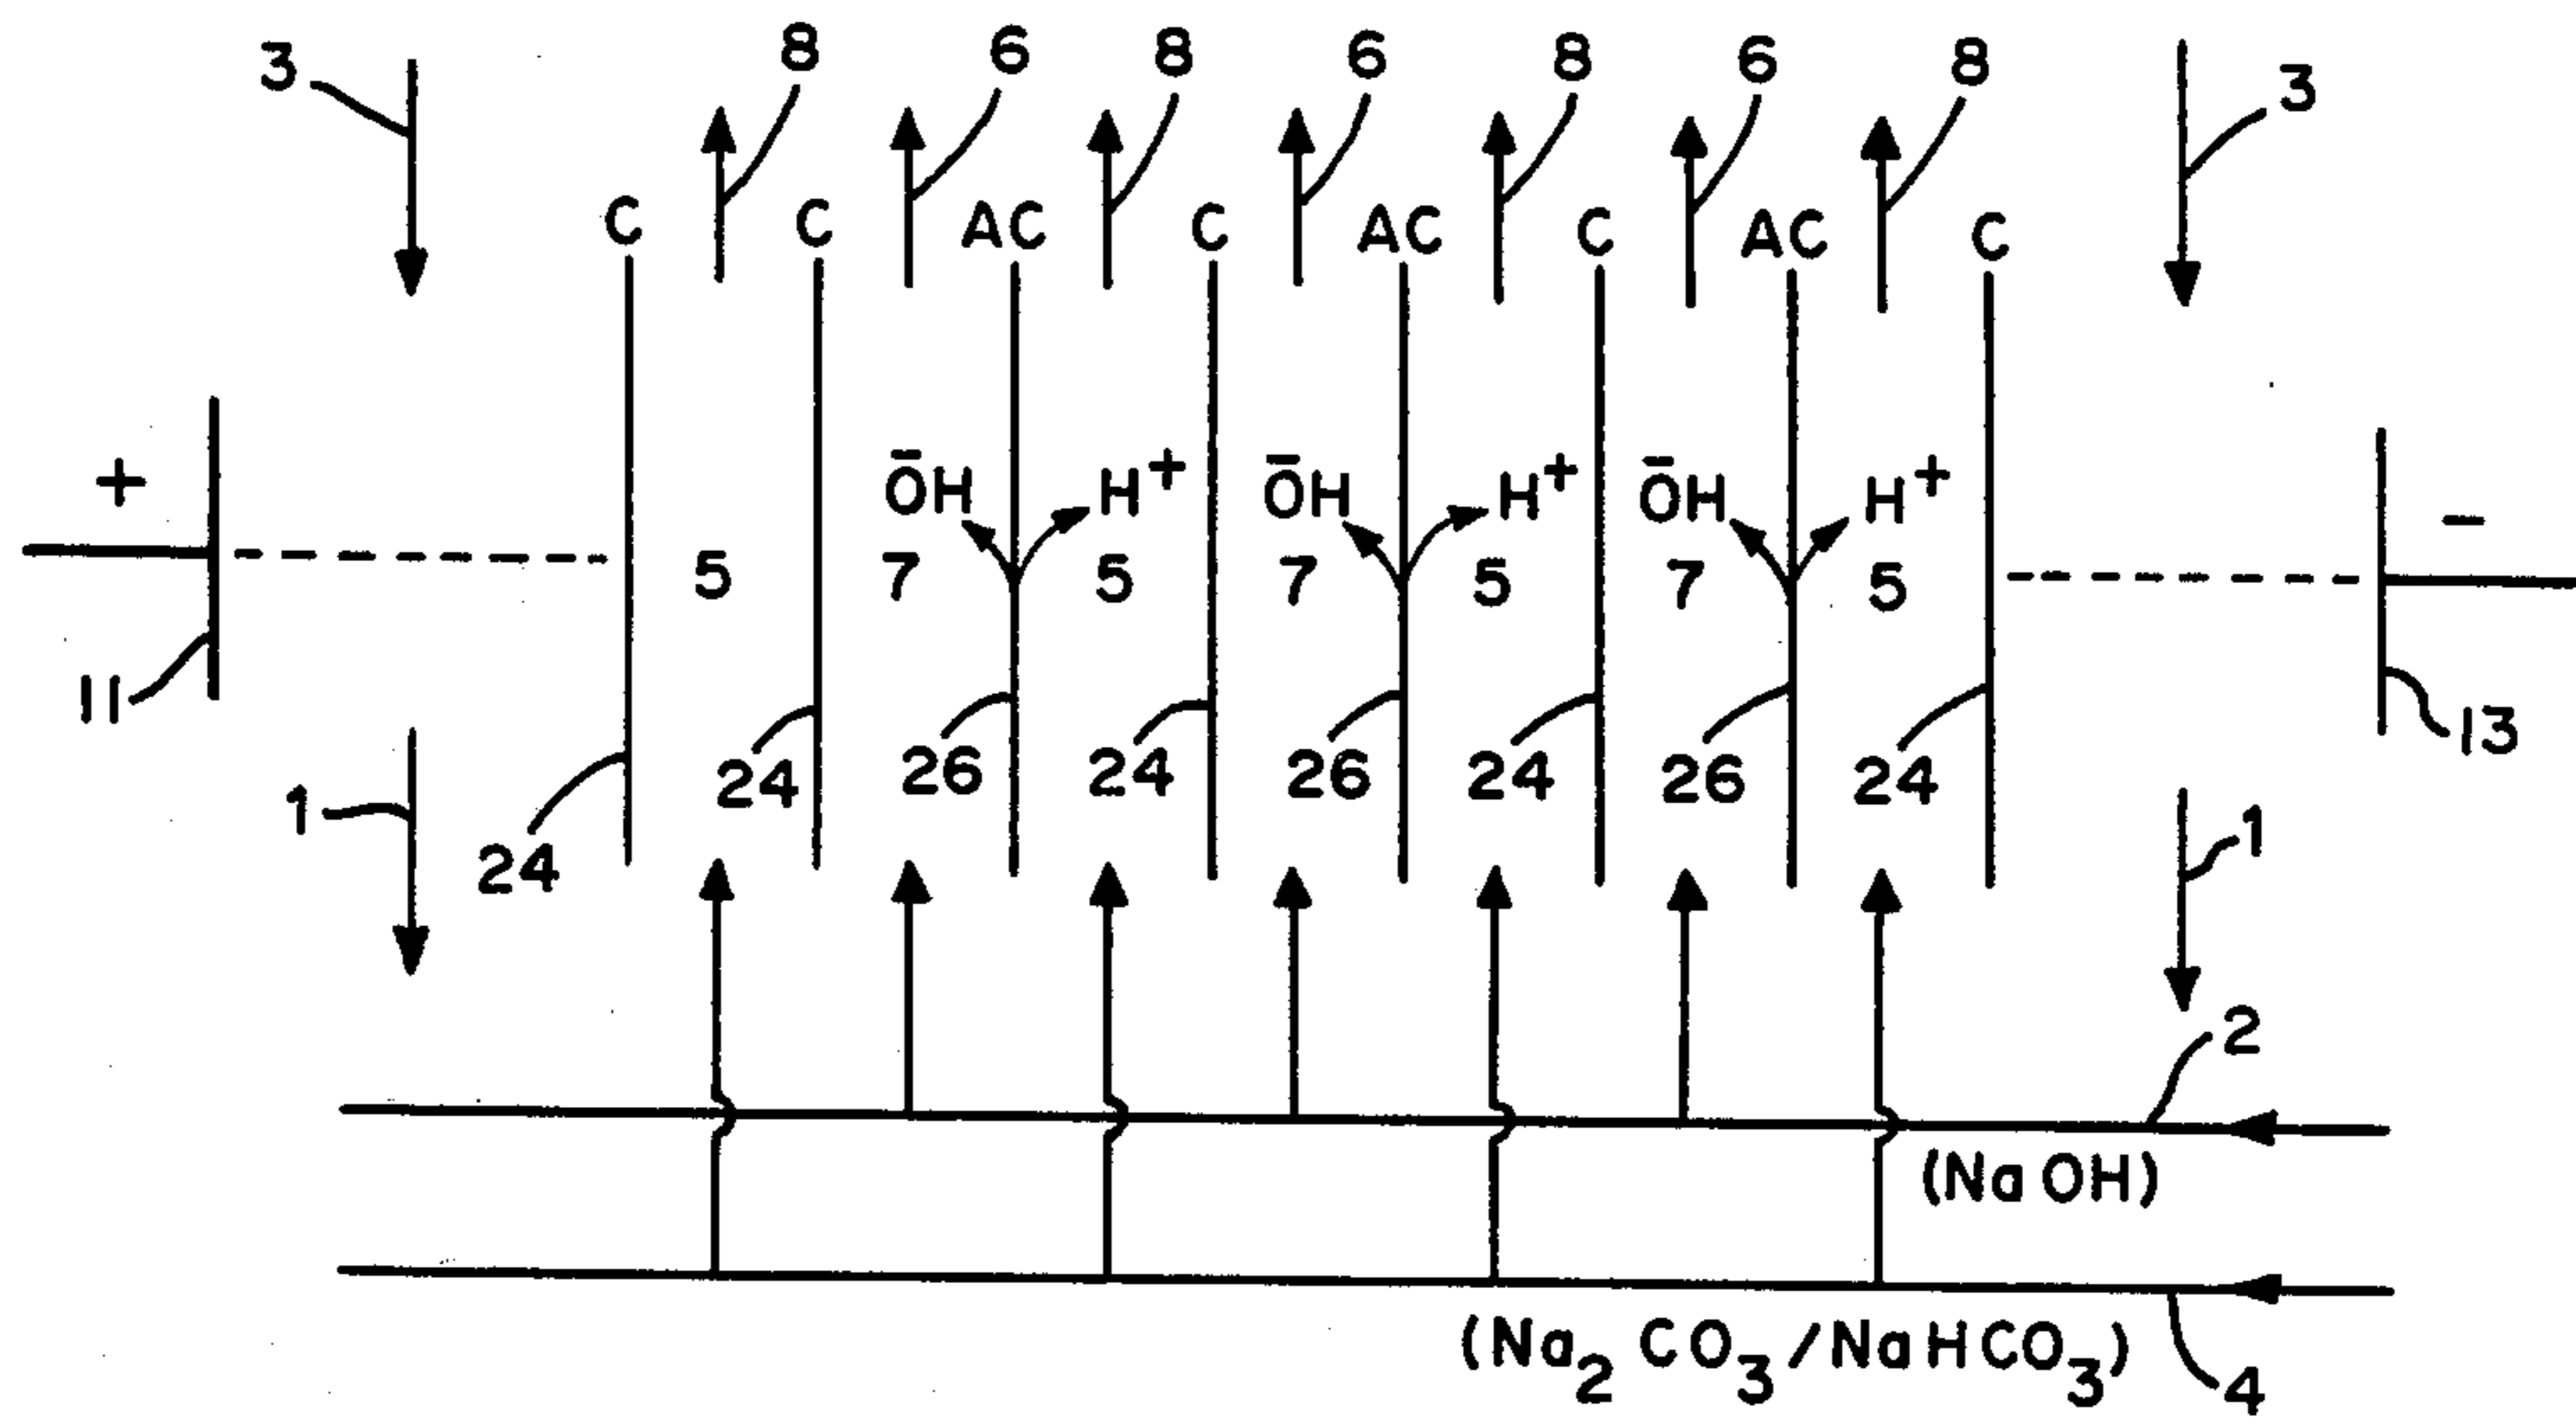 3 8 6 8 6 8 6 8 3
C C AC C AC C AC C
+ ŌH H+ ŌH H+ ŌH H+ −
5 7 5 7 5 7 5
11 24 26 24 26 24 26 24 13
1 24 1
2
(NaOH)
(Na2CO3/NaHCO3)
4